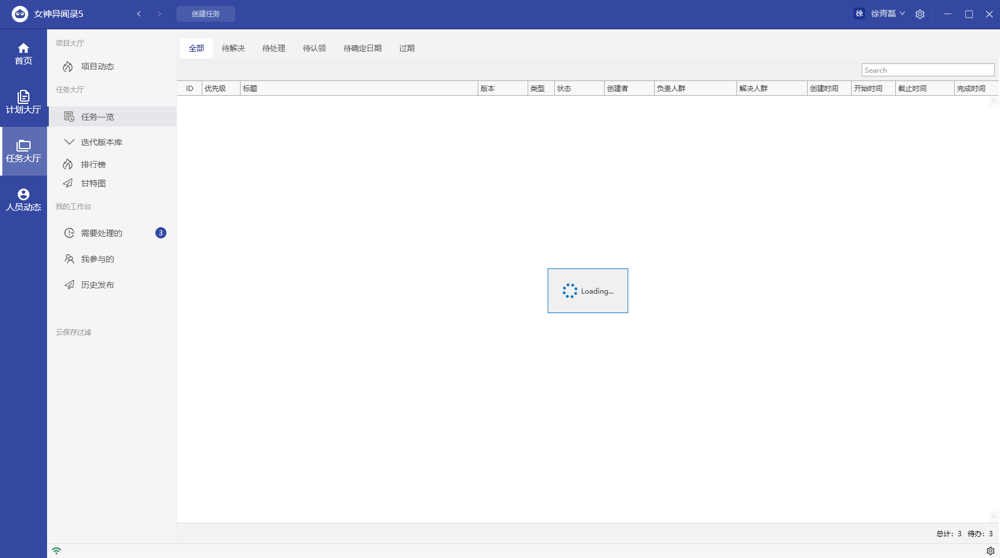 女神异闻录5
创建任务
徐 徐青磊
首页
计划大厅
任务大厅
人员动态
项目大厅
项目动态
任务大厅
任务一览
迭代版本库
排行榜
甘特图
我的工作台
需要处理的 3
我参与的
历史发布
云保存过滤
全部 待解决 待处理 待认领 待确定日期 过期
Search
ID 优先级 标题 版本 类型 状态 创建者 负责人群 解决人群 创建时间 开始时间 截止时间 完成时间
Loading...
总计: 3 待办: 3